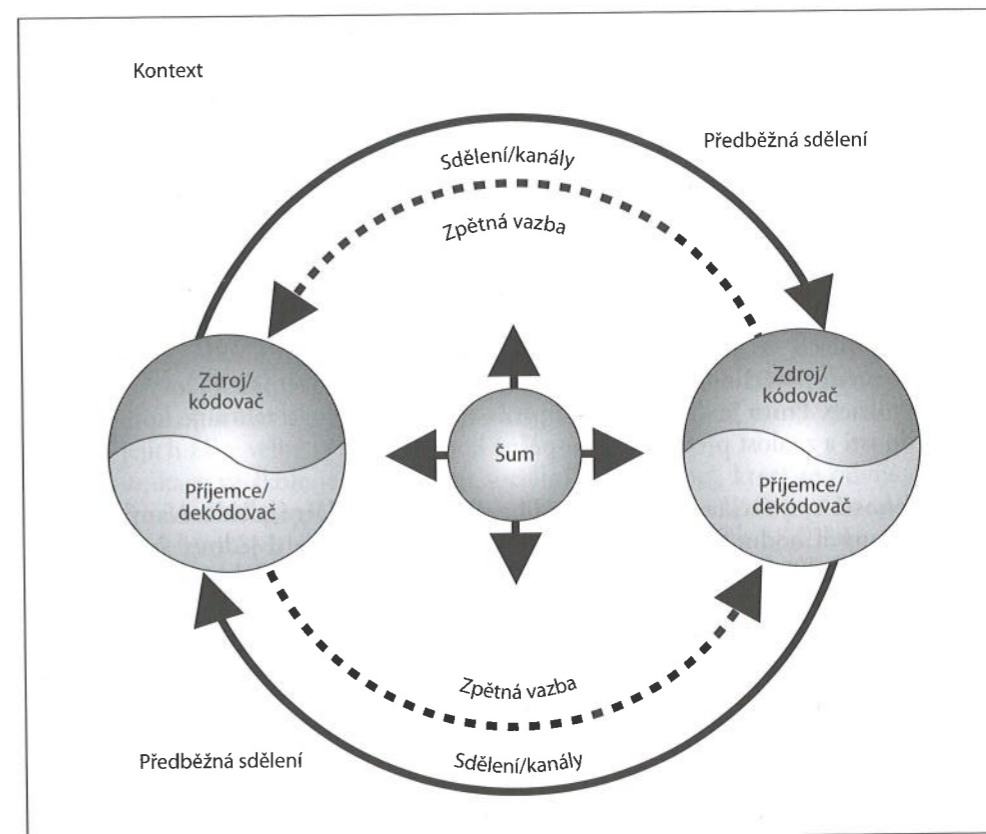 Kontext
Předběžná sdělení
Sdělení/kanály
Zpětná vazba
Zdroj/
kódovač
Příjemce/
dekódovač
Šum
Zdroj/
kódovač
Příjemce/
dekódovač
Zpětná vazba
Předběžná sdělení
Sdělení/kanály